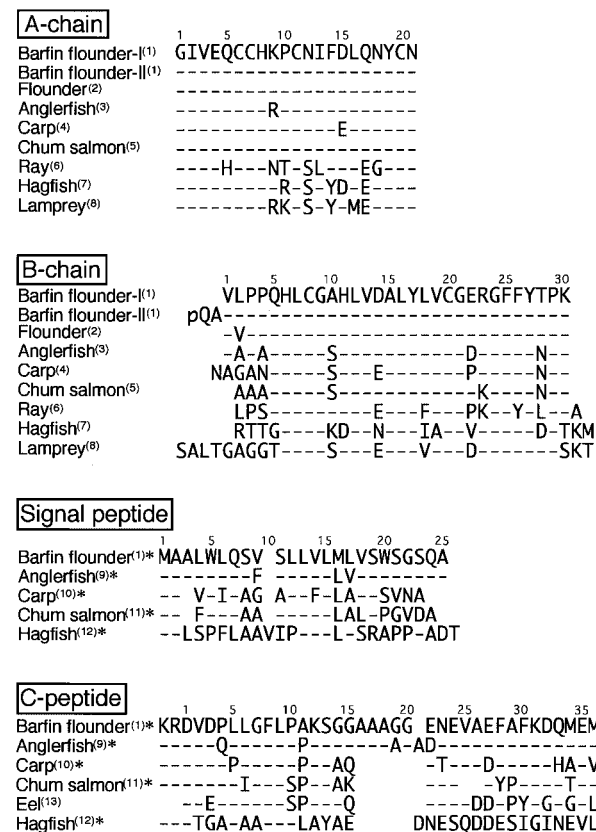 A-chain
1 5 10 15 20
Barfin flounder-I(1) GIVEQCCHKPCNIFDLQNYCN
Barfin flounder-II(1) ---------------------
Flounder(2) ---------------------
Anglerfish(3) --------R------------
Carp(4) --------------E------
Chum salmon(5) ---------------------
Ray(6) ----H---NT-SL---EG---
Hagfish(7) ---------R-S-YD-E----
Lamprey(8) --------RK-S-Y-ME----
B-chain
1 5 10 15 20 25 30
Barfin flounder-I(1) VLPPQHLCGAHLVDALYLVCGERGFFYTPK
Barfin flounder-II(1) pQA------------------------------
Flounder(2) -V----------------------------
Anglerfish(3) -A-A-----S-----------D-----N--
Carp(4) NAGAN-----S---E-------P-----N--
Chum salmon(5) AAA-----S------------K----N--
Ray(6) LPS----------E---F---PK--Y-L--A
Hagfish(7) RTTG----KD--N---IA--V-----D-TKM
Lamprey(8) SALTGAGGT----S---E---V---D-------SKT
Signal peptide
1 5 10 15 20 25
Barfin flounder(1)* MAALWLQSV SLLVLMLVSWSGSQA
Anglerfish(9)* --------F ------LV--------
Carp(10)* -- V-I-AG A--F-LA--SVNA
Chum salmon(11)* -- F---AA -----LAL-PGVDA
Hagfish(12)* --LSPFLAAVIP---L-SRAPP-ADT
C-peptide
1 5 10 15 20 25 30 35
Barfin flounder(1)* KRDVDPLLGFLPAKSGGAAAGG ENEVAEFAFKDQMEM
Anglerfish(9)* -----Q------P-------A-AD
Carp(10)* ------P-----P--AQ --T---D-----HA-V
Chum salmon(11)* -------I---SP--AK -----YP---T--
Eel(13) --E------SP---Q ----DD-PY-G-G-L
Hagfish(12)* ---TGA-AA---LAYAE DNESQDDESIGINEVL